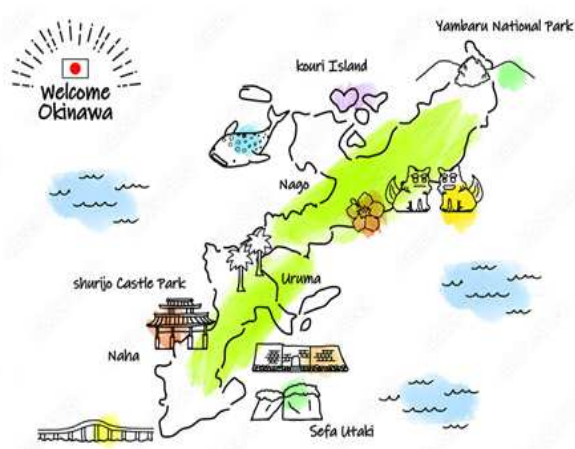 Welcome
Okinawa
Yambaru National Park
kouri Island
Nago
Uruma
shurijo Castle Park
Naha
Sefa Utaki